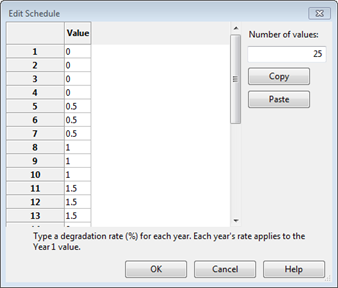 Edit Schedule
Value
1 0
2 0
3 0
4 0
5 0.5
6 0.5
7 0.5
8 1
9 1
10 1
11 1.5
12 1.5
13 1.5
Number of values:
25
Copy
Paste
Type a degradation rate (%) for each year. Each year's rate applies to the
Year 1 value.
OK Cancel Help